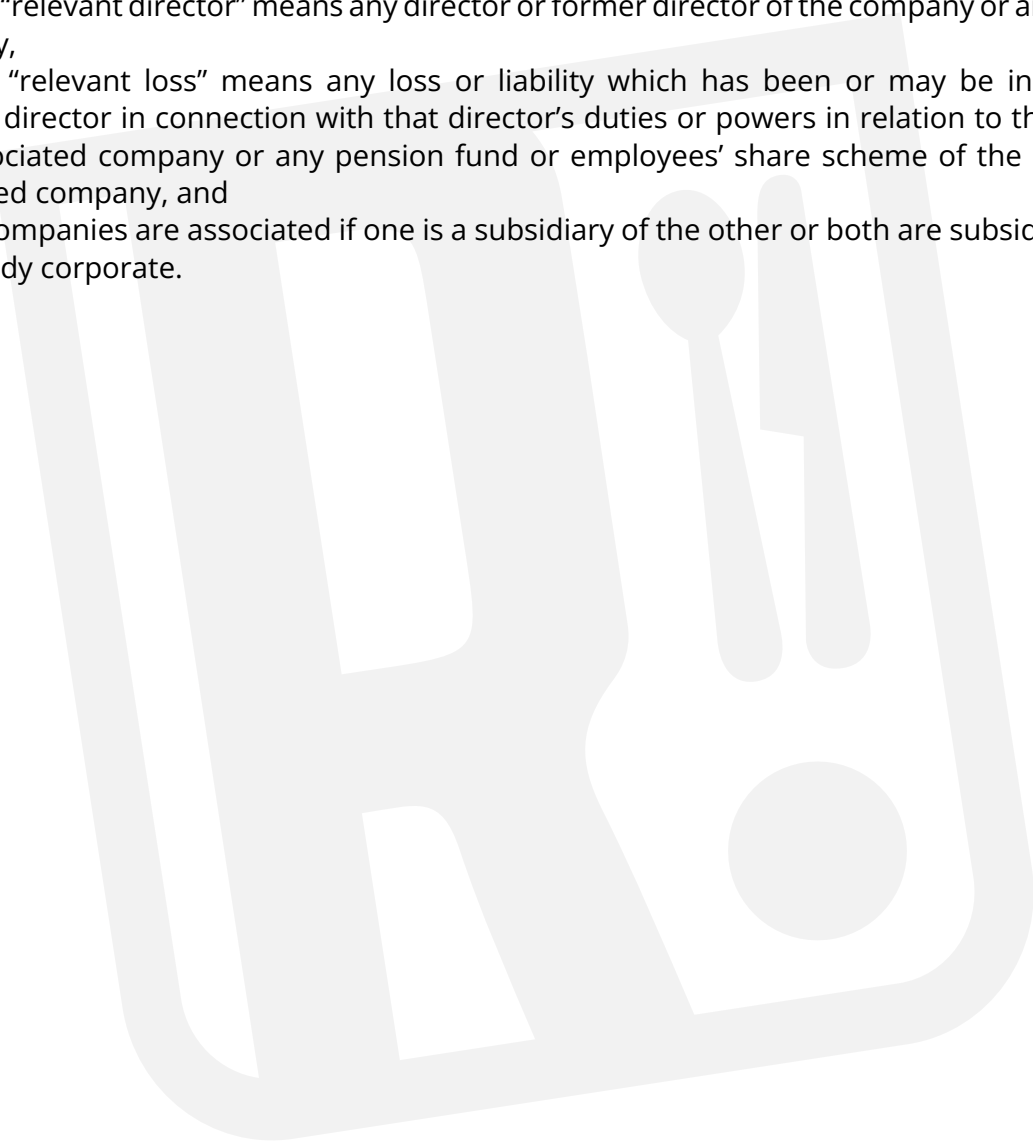 “relevant director” means any director or former director of the company or a
y,
“relevant loss” means any loss or liability which has been or may be in
director in connection with that director’s duties or powers in relation to th
ociated company or any pension fund or employees’ share scheme of the
ed company, and
ompanies are associated if one is a subsidiary of the other or both are subsid
dy corporate.